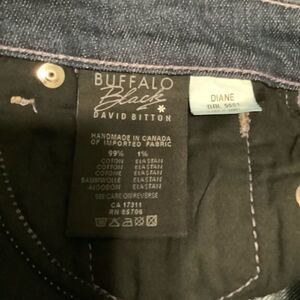 BUFFALO
Black
DAVID BITTON
HANDMADE IN CANADA
OF IMPORTED FABRIC
99% 1%
COTON ELASTAN
COTTON ELASTAN
COTONE ELASTAN
BAUMWOLLE ELASTAN
ALGODON ELASTAN
SEE CARE ON REVERSE
CA 17311
RN 85706
DIANE